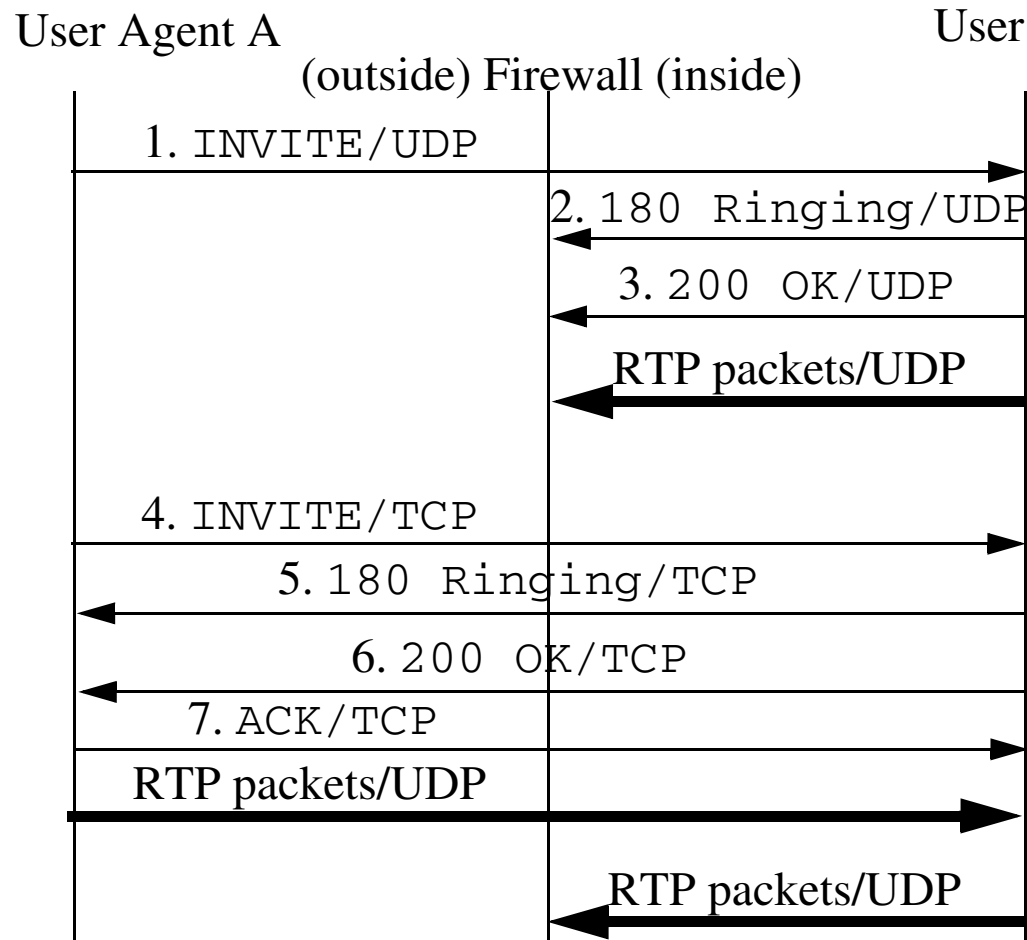 User Agent A
User
(outside) Firewall (inside)
1. INVITE/UDP
2. 180 Ringing/UDP
3. 200 OK/UDP
RTP packets/UDP
4. INVITE/TCP
5. 180 Ringing/TCP
6. 200 OK/TCP
7. ACK/TCP
RTP packets/UDP
RTP packets/UDP